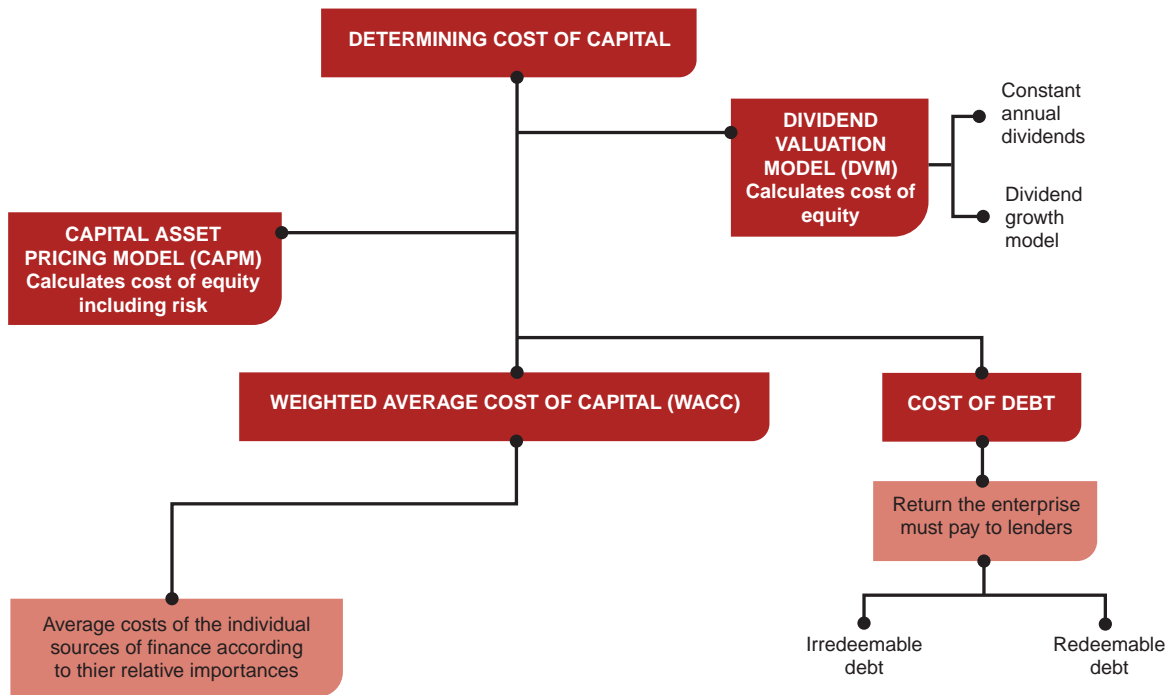 DETERMINING COST OF CAPITAL
DIVIDEND
VALUATION
MODEL (DVM)
Calculates cost of
equity
Constant
annual
dividends
Dividend
growth
model
CAPITAL ASSET
PRICING MODEL (CAPM)
Calculates cost of equity
including risk
WEIGHTED AVERAGE COST OF CAPITAL (WACC)
COST OF DEBT
Return the enterprise
must pay to lenders
Average costs of the individual
sources of finance according
to thier relative importances
Irredeemable
debt
Redeemable
debt